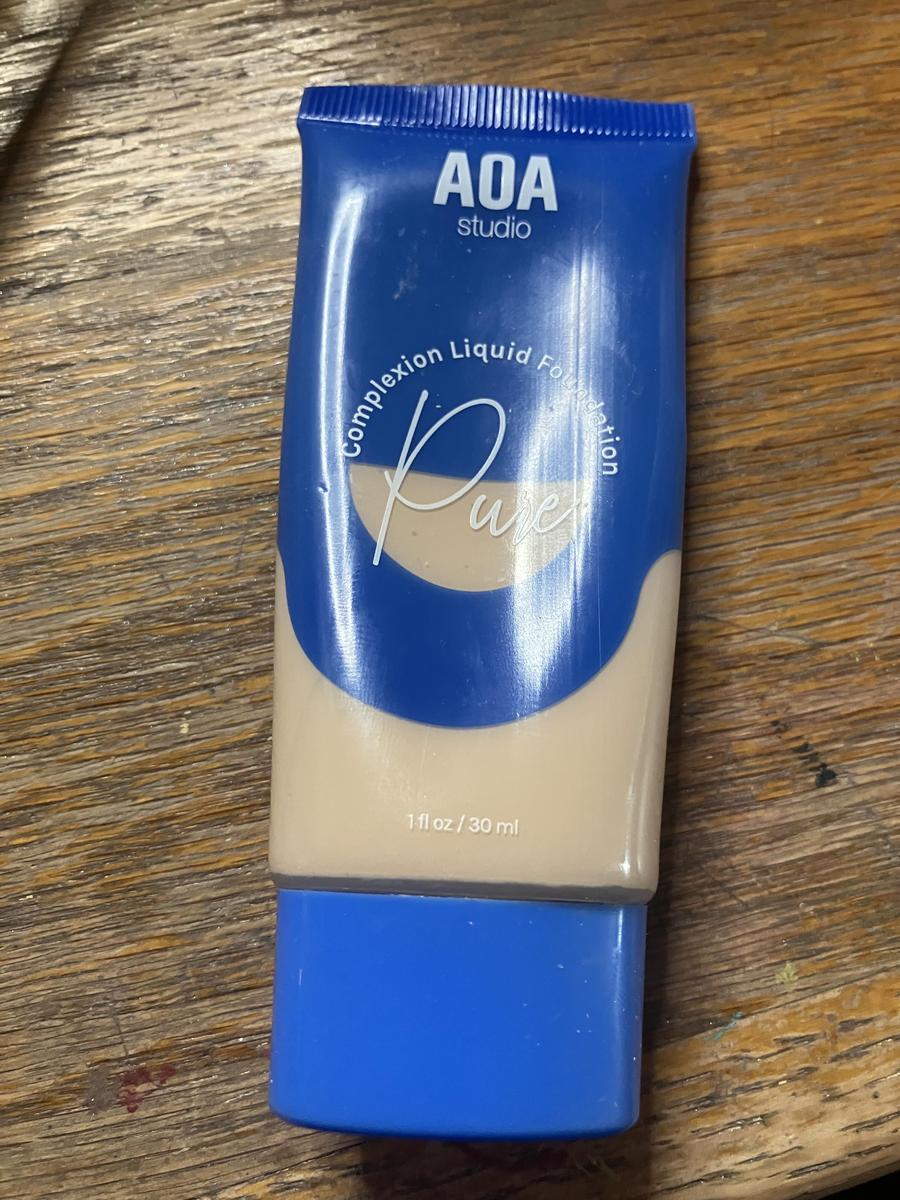 AOA
studio
Complexion Liquid Foundation
Pure
1 fl oz / 30 ml